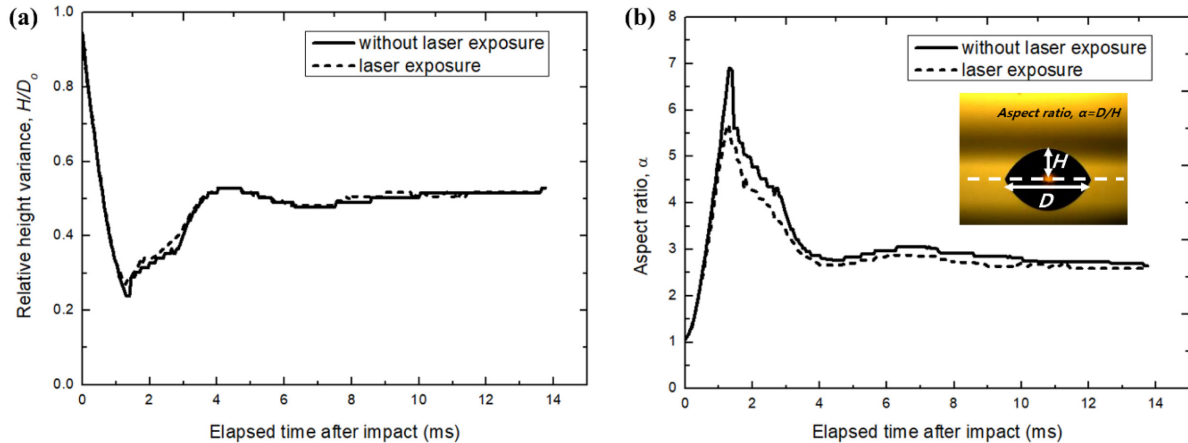 (a)
1.0
0.8
0.6
0.4
0.2
0.0
Relative height variance, H/Do
without laser exposure
laser exposure
0 2 4 6 8 10 12 14
Elapsed time after impact (ms)
(b)
8
7
6
5
4
3
2
1
0
Aspect ratio, α
without laser exposure
laser exposure
Aspect ratio, α=D/H
H
D
0 2 4 6 8 10 12 14
Elapsed time after impact (ms)